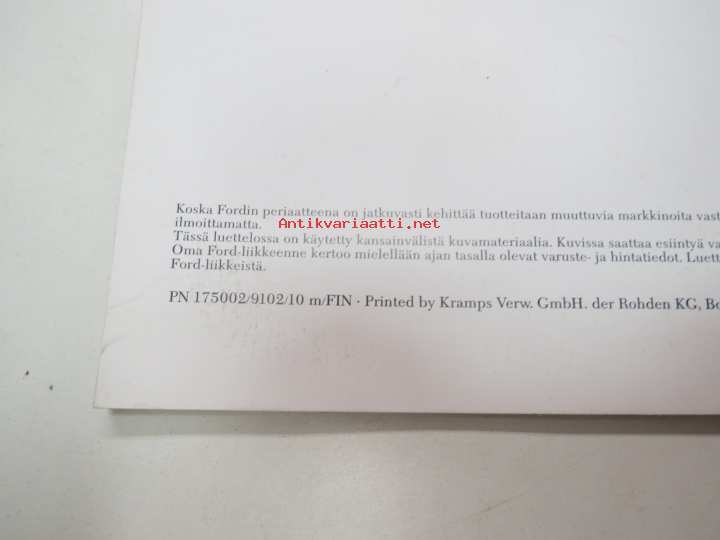 Antikvariaatti.net
Koska Fordin periaatteena on jatkuvasti kehittää tuotteitaan muuttuvia markkinoita vast
ilmoittamatta.
Tässä luettelossa on käytetty kansainvälistä kuvamateriaalia. Kuvissa saattaa esiintyä va
Oma Ford-liikkeenne kertoo mielellään ajan tasalla olevat varuste- ja hintatiedot. Luett
Ford-liikkeistä.
PN 175002/9102/10 m/FIN · Printed by Kramps Verw. GmbH. der Rohden KG, Bo